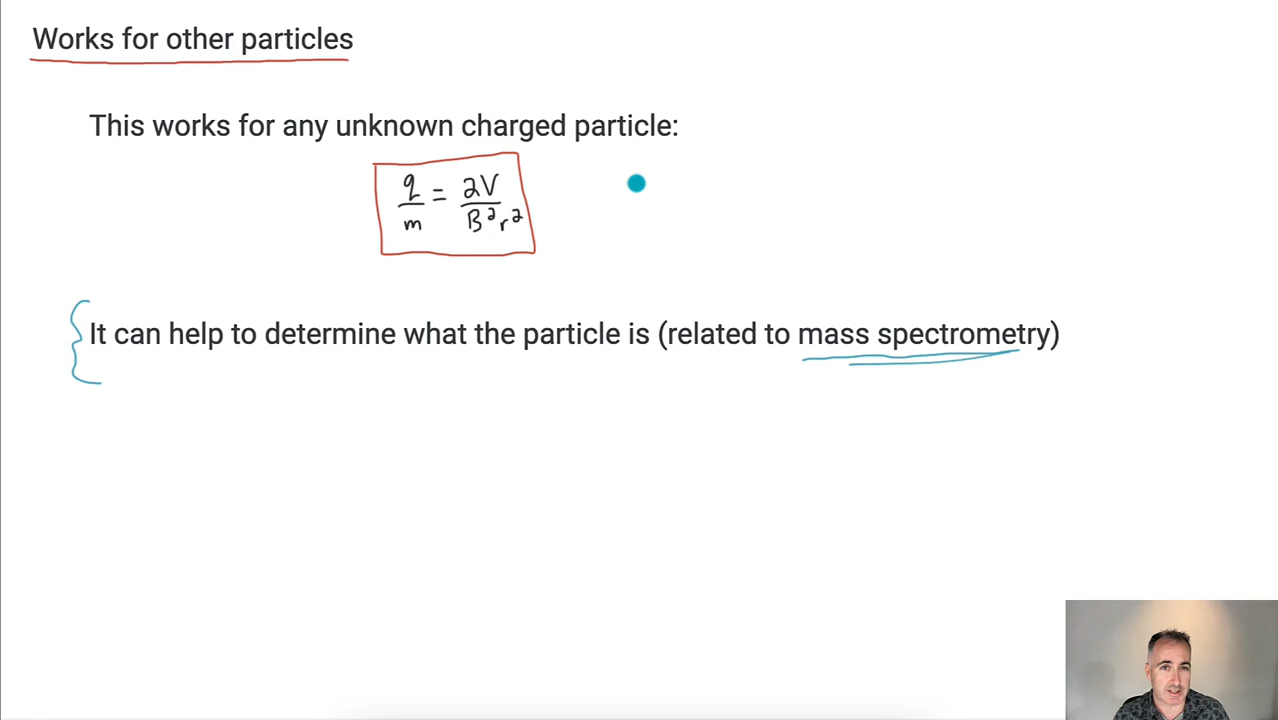 Works for other particles
This works for any unknown charged particle:
q/m = 2V/B²r²
It can help to determine what the particle is (related to mass spectrometry)